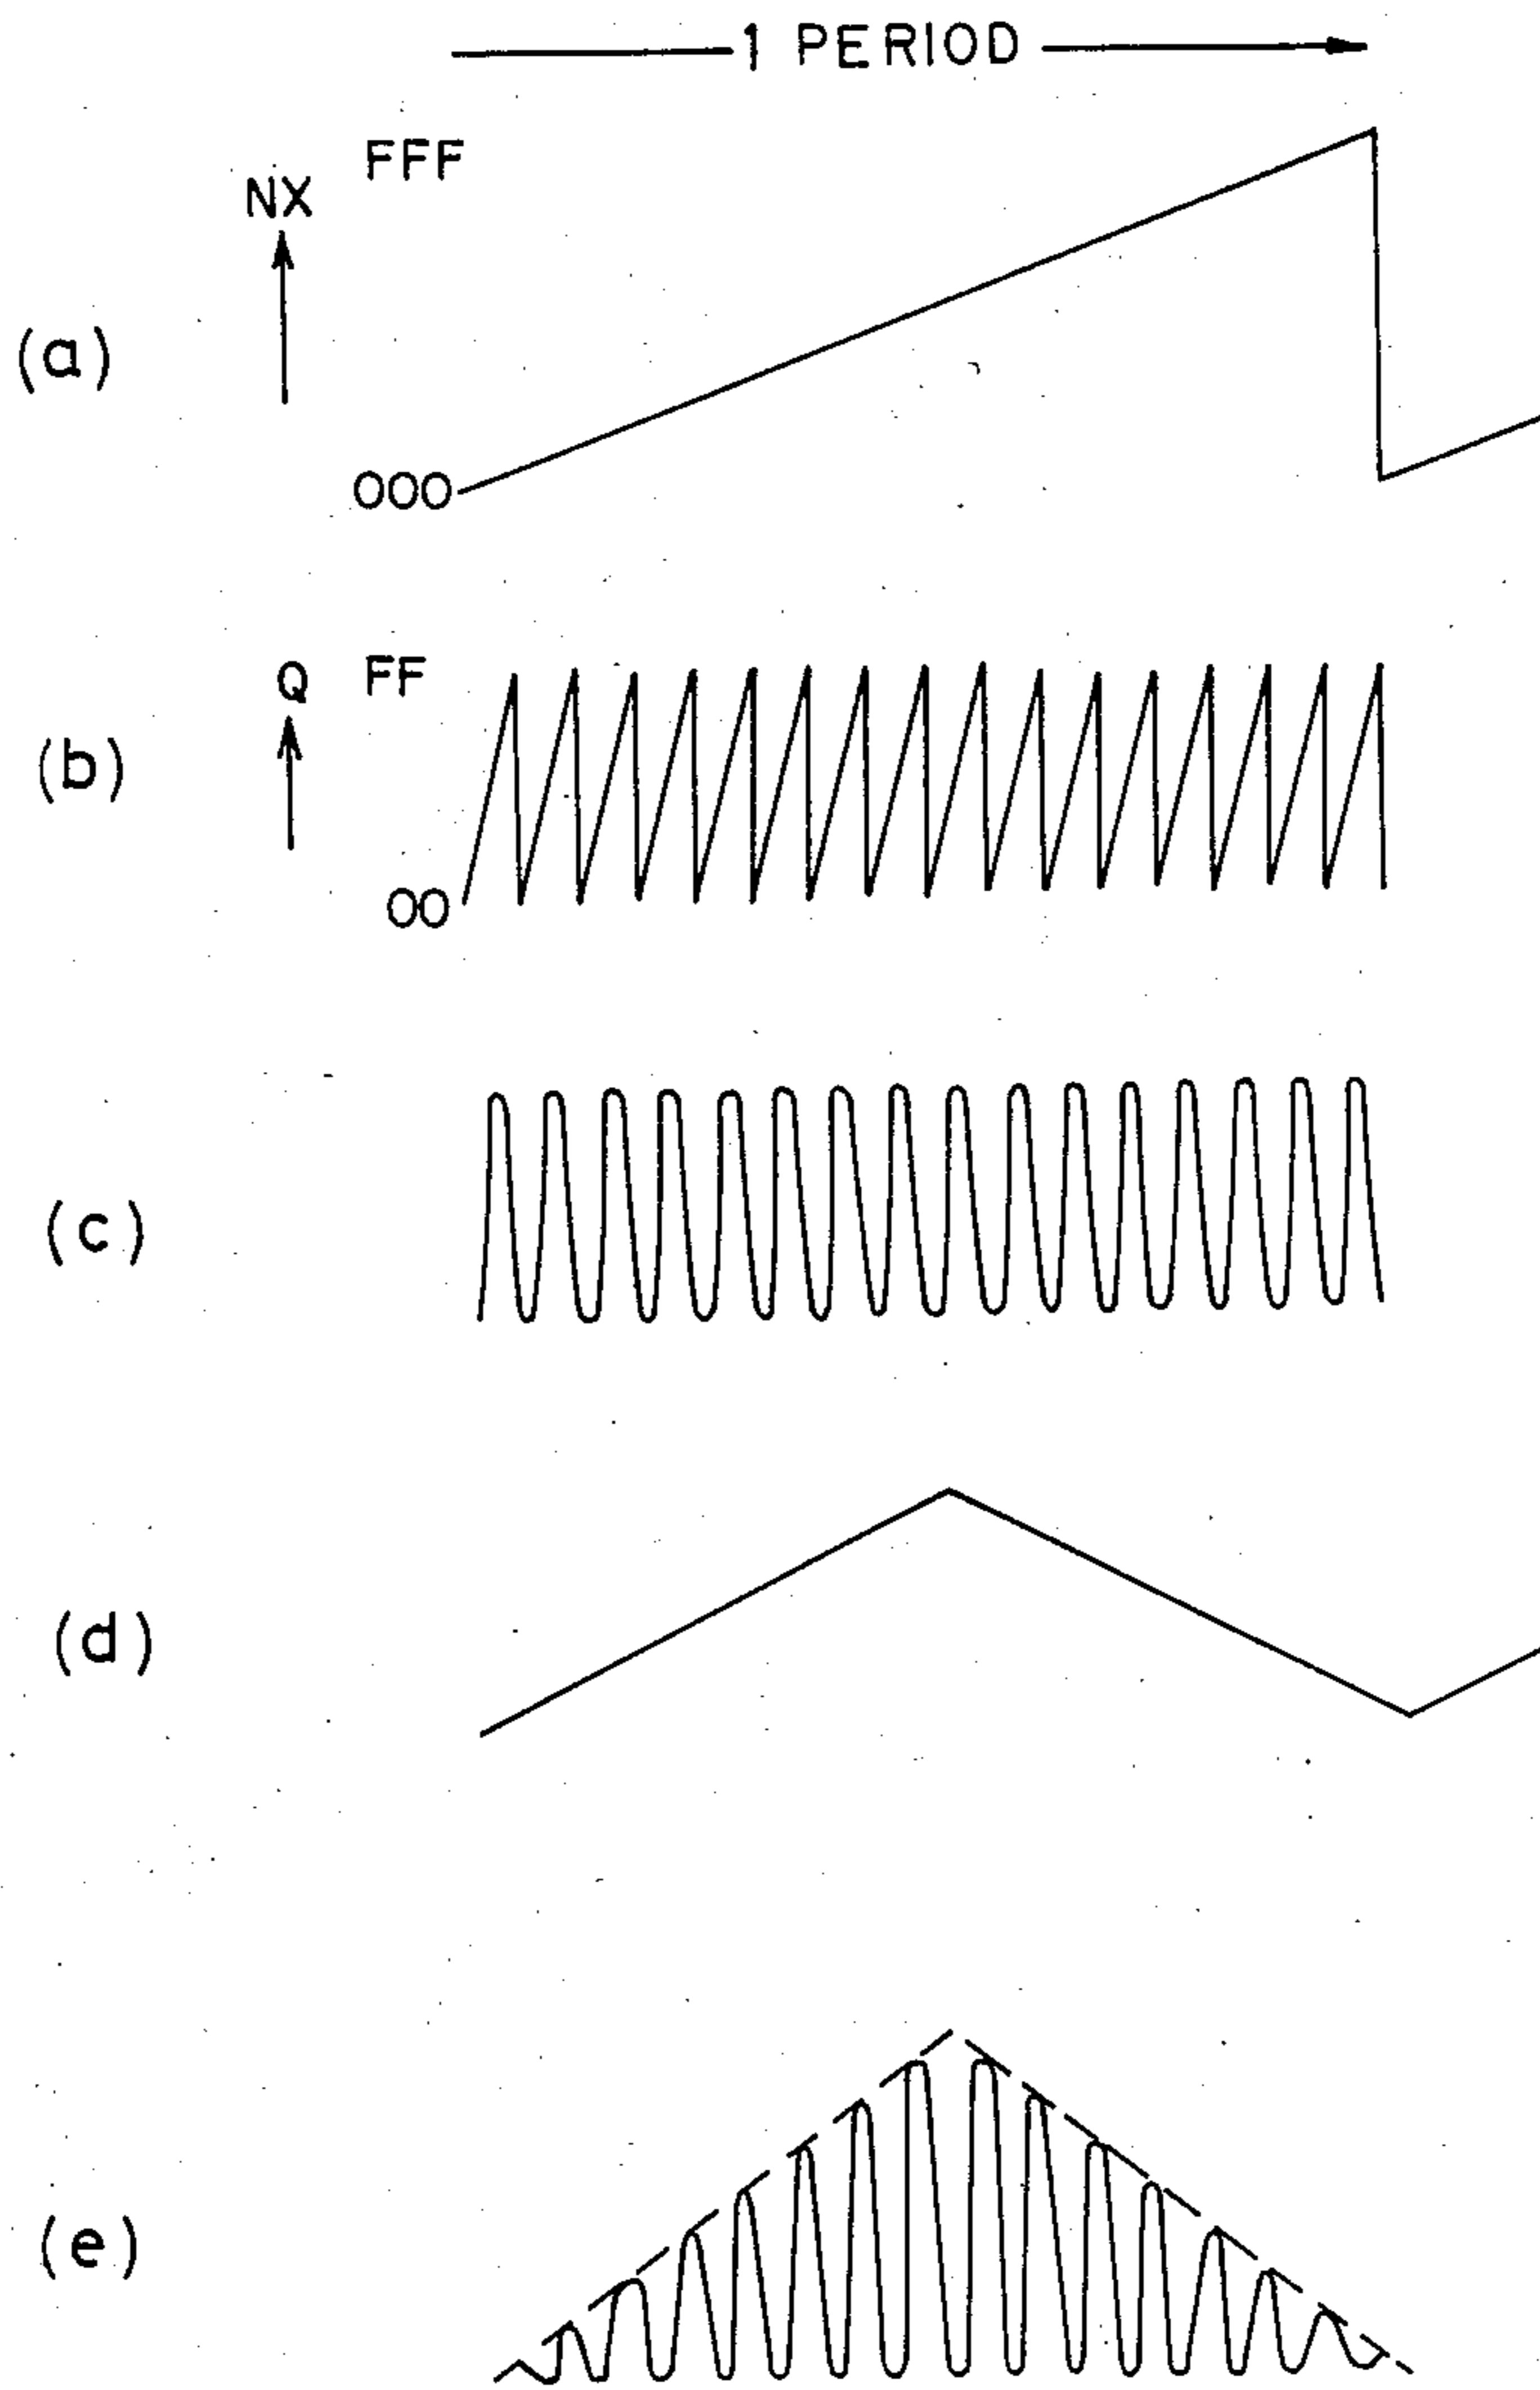 1 PERIOD
FFF
NX
(a)
000
Q FF
(b)
00
(c)
(d)
(e)